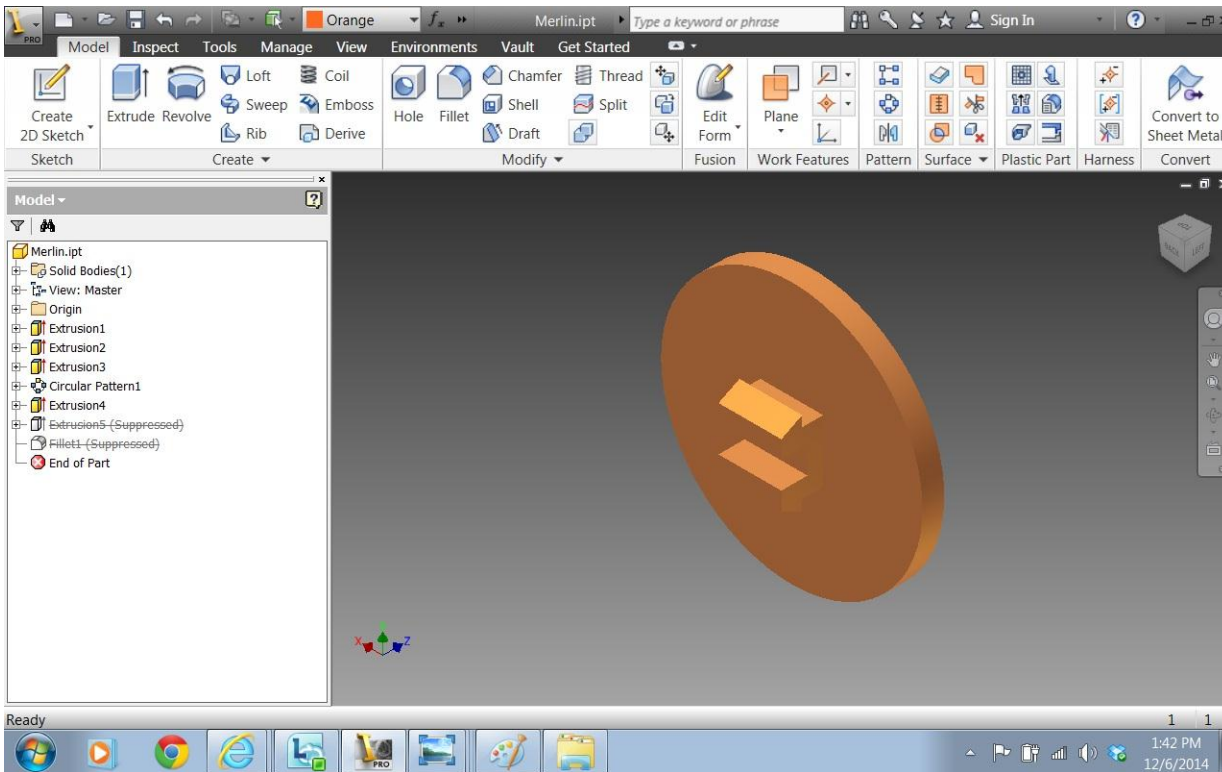 Orange Merlin.ipt Type a keyword or phrase Sign In
PRO Model Inspect Tools Manage View Environments Vault Get Started
Loft Coil Chamfer Thread
Create 2D Sketch Extrude Revolve Sweep Emboss Hole Fillet Shell Split Edit Form Plane Convert to Sheet Metal
Rib Derive Draft
Sketch Create Modify Fusion Work Features Pattern Surface Plastic Part Harness Convert
Model
Merlin.ipt
Solid Bodies(1)
View: Master
Origin
Extrusion1
Extrusion2
Extrusion3
Circular Pattern1
Extrusion4
Extrusion5 (Suppressed)
Fillet1 (Suppressed)
End of Part
X Z
Ready 1 1
PRO 1:42 PM
12/6/2014